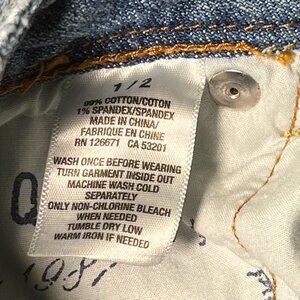 1/2
99% COTTON/COTON
1% SPANDEX/SPANDEX
MADE IN CHINA/
FABRIQUE EN CHINE
RN 126671 CA 53201
WASH ONCE BEFORE WEARING
TURN GARMENT INSIDE OUT
MACHINE WASH COLD
SEPARATELY
ONLY NON-CHLORINE BLEACH
WHEN NEEDED
TUMBLE DRY LOW
WARM IRON IF NEEDED
Q
1981